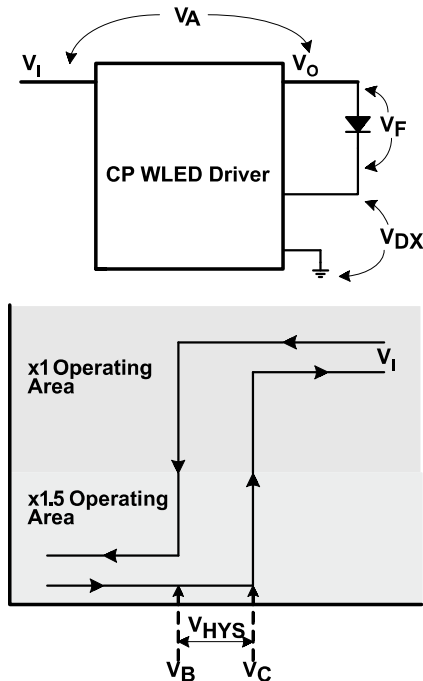 VA
VI
VO
VF
CP WLED Driver
VDX
x1 Operating
Area
VI
x1.5 Operating
Area
VHYS
VB
VC